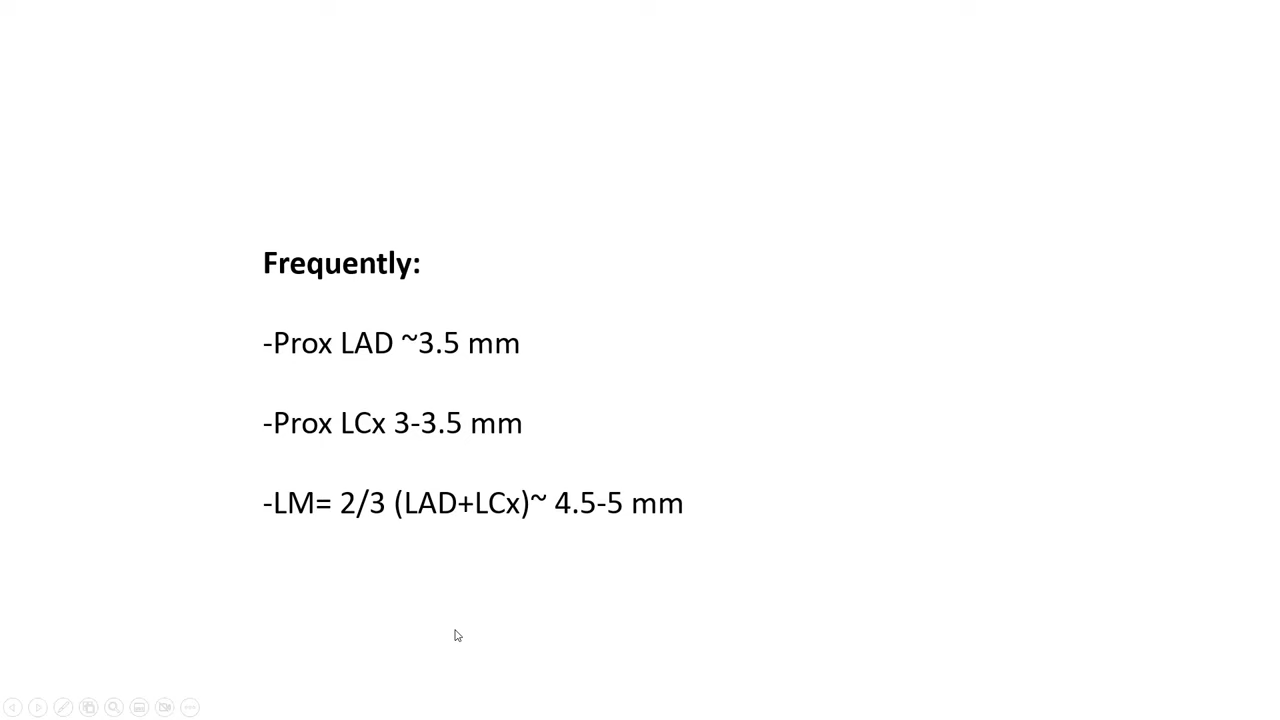 Frequently:
-Prox LAD ~3.5 mm
-Prox LCx 3-3.5 mm
-LM= 2/3 (LAD+LCx)~ 4.5-5 mm